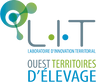 L.I.T
LABORATOIRE D'INNOVATION TERRITORIAL
OUEST TERRITOIRES
D'ÉLEVAGE